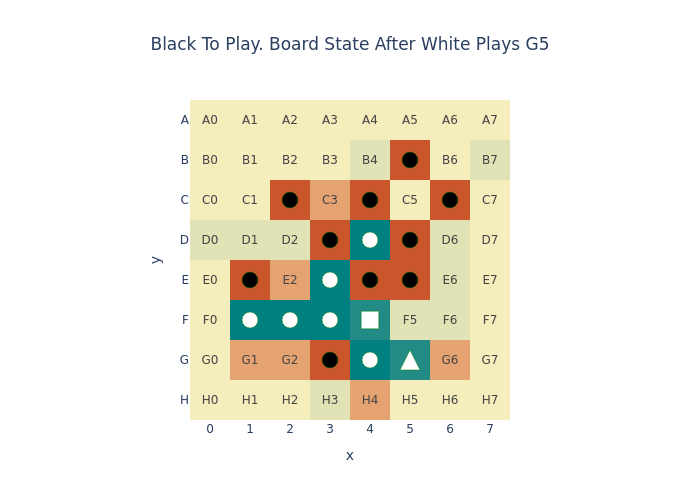 Black To Play. Board State After White Plays G5
A A0 A1 A2 A3 A4 A5 A6 A7
B B0 B1 B2 B3 B4 B6 B7
C C0 C1 C3 C5 C7
D D0 D1 D2 D6 D7
y
E E0 E2 E6 E7
F F0 F5 F6 F7
G G0 G1 G2 G6 G7
H H0 H1 H2 H3 H4 H5 H6 H7
0 1 2 3 4 5 6 7
x